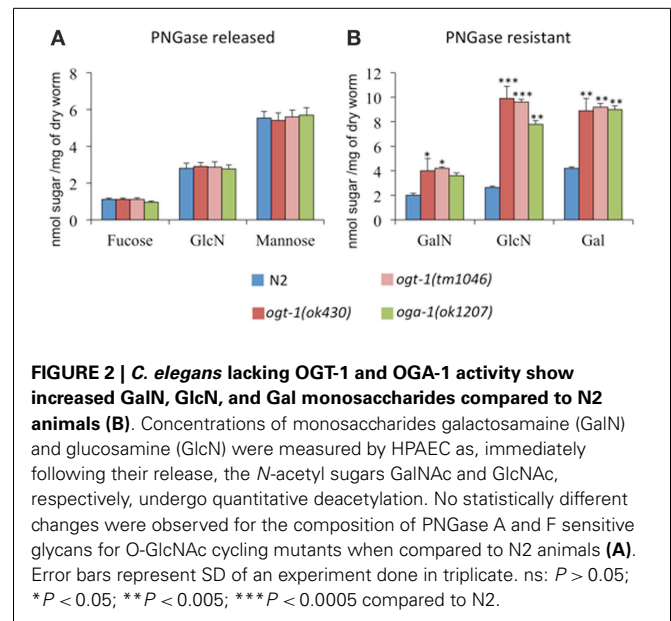 A PNGase released
B PNGase resistant
nmol sugar /mg of dry worm
8
6
4
2
0
Fucose GlcN Mannose
nmol sugar /mg of dry worm
12
10
8
6
4
2
0
* *
*** *** **
** ** **
GalN GlcN Gal
N2
ogt-1(tm1046)
ogt-1(ok430)
oga-1(ok1207)
FIGURE 2 | C. elegans lacking OGT-1 and OGA-1 activity show
increased GalN, GlcN, and Gal monosaccharides compared to N2
animals (B). Concentrations of monosaccharides galactosamaine (GalN)
and glucosamine (GlcN) were measured by HPAEC as, immediately
following their release, the N-acetyl sugars GalNAc and GlcNAc,
respectively, undergo quantitative deacetylation. No statistically different
changes were observed for the composition of PNGase A and F sensitive
glycans for O-GlcNAc cycling mutants when compared to N2 animals (A).
Error bars represent SD of an experiment done in triplicate. ns: P > 0.05;
*P < 0.05; **P < 0.005; ***P < 0.0005 compared to N2.